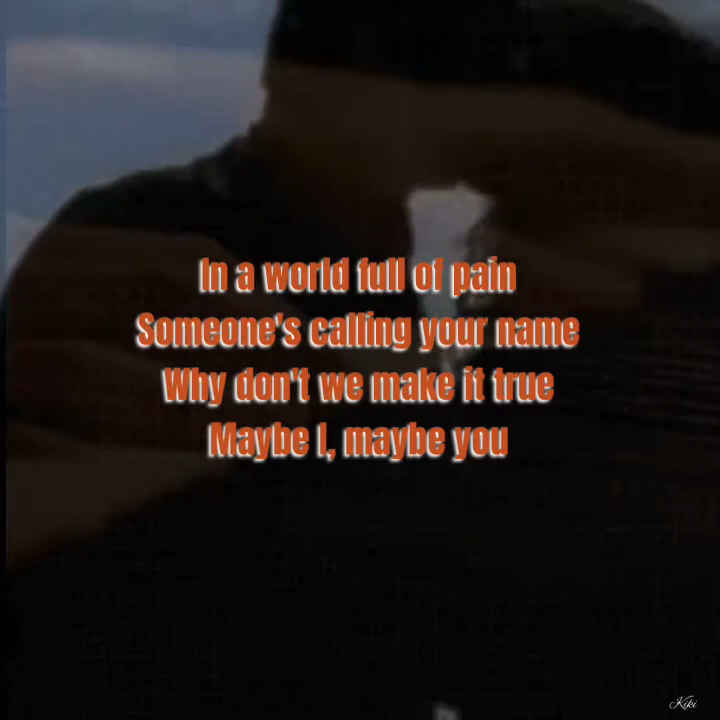 In a world full of pain
Someone's calling your name
Why don't we make it true
Maybe I, maybe you
Kiki